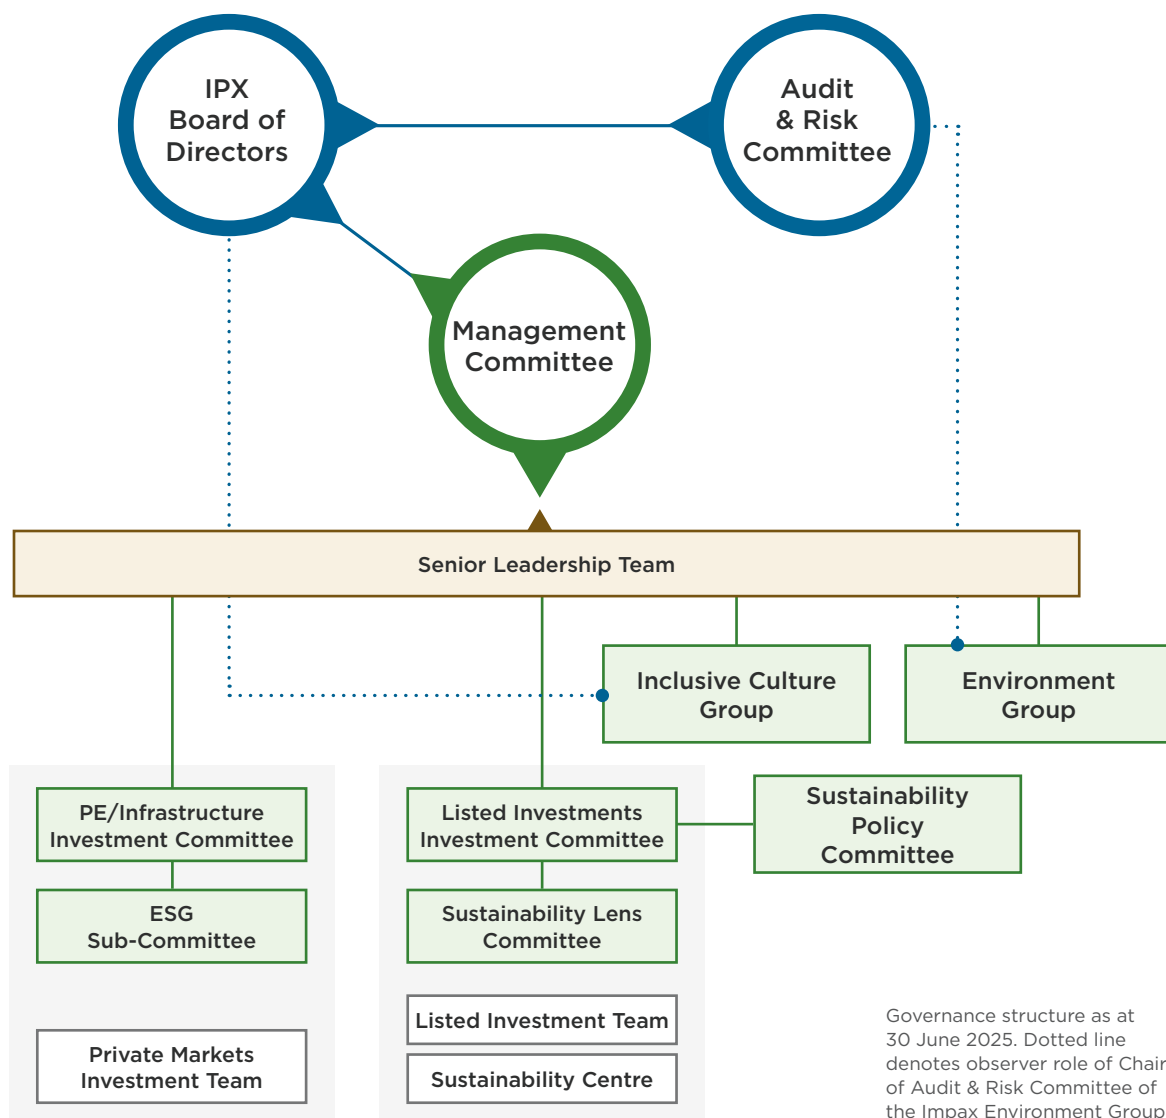 IPX
Board of
Directors
Audit
& Risk
Committee
Management
Committee
Senior Leadership Team
Inclusive Culture
Group
Environment
Group
PE/Infrastructure
Investment Committee
Listed Investments
Investment Committee
Sustainability
Policy
Committee
ESG
Sub-Committee
Sustainability Lens
Committee
Listed Investment Team
Private Markets
Investment Team
Sustainability Centre
Governance structure as at
30 June 2025. Dotted line
denotes observer role of Chair
of Audit & Risk Committee of
the Impax Environment Group